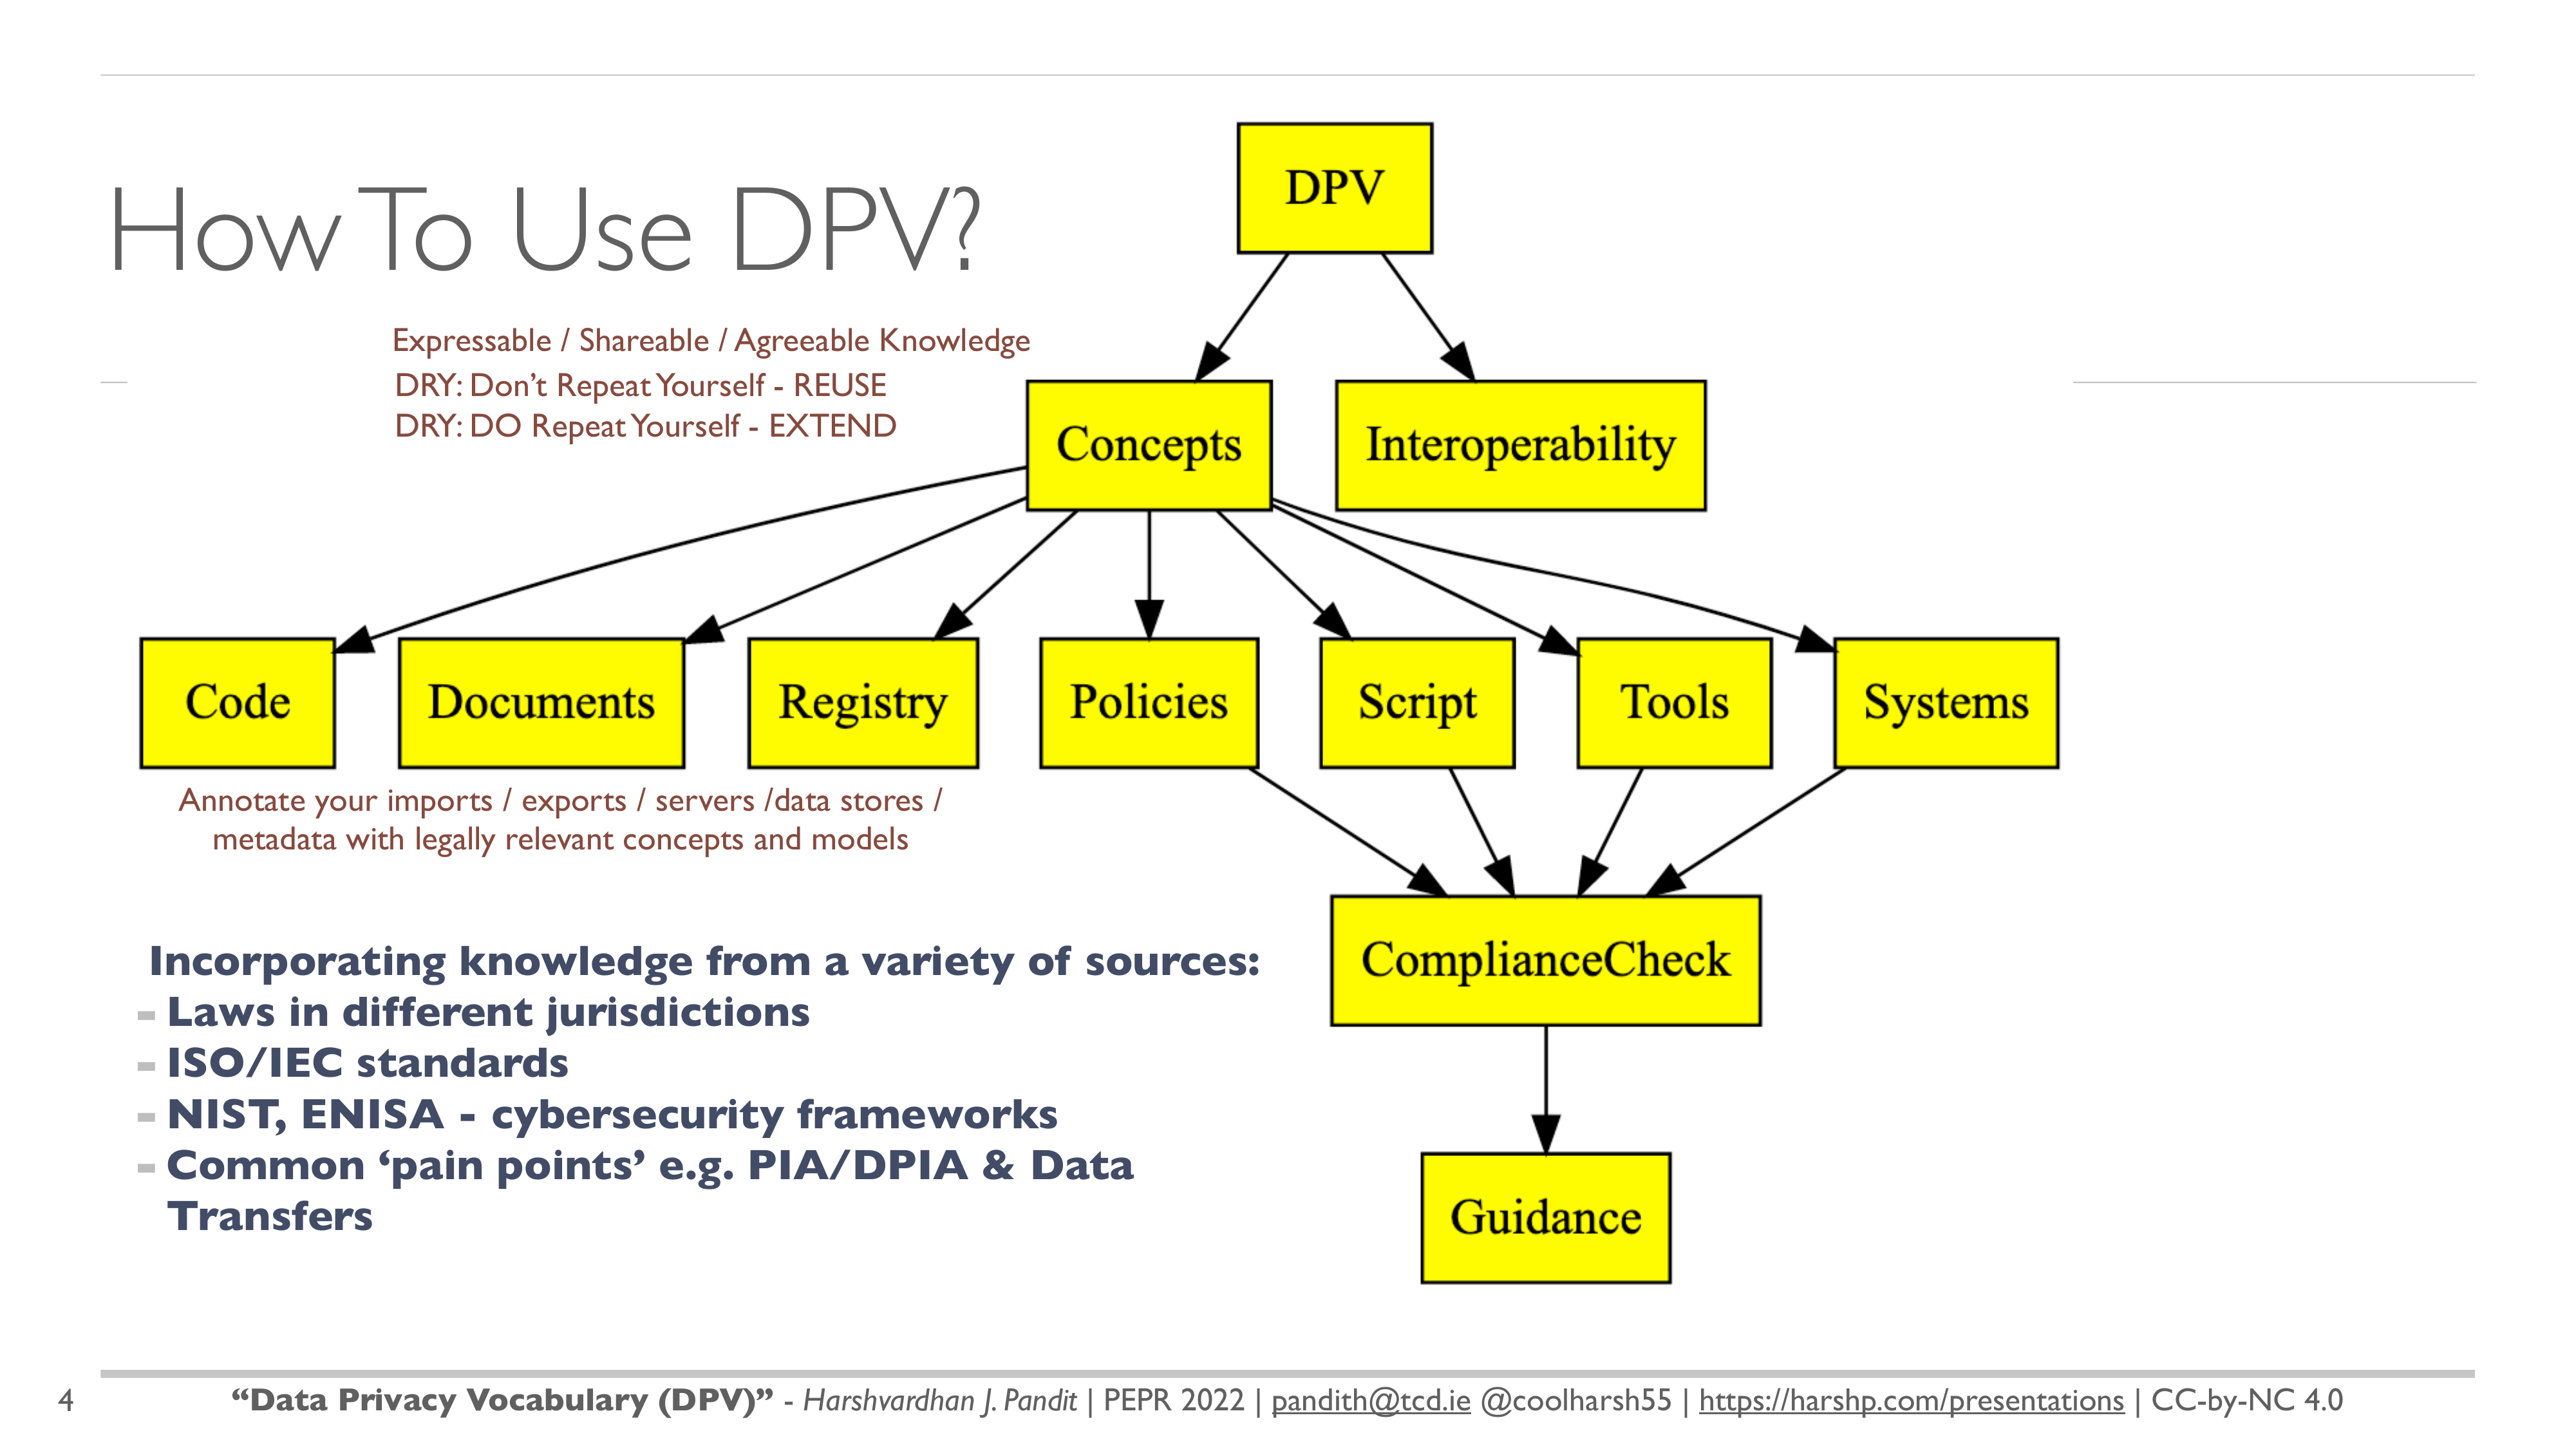 How To Use DPV?
Expressable / Shareable / Agreeable Knowledge
DRY: Don’t Repeat Yourself - REUSE
DRY: DO Repeat Yourself - EXTEND
DPV
Concepts
Interoperability
Code
Documents
Registry
Policies
Script
Tools
Systems
Annotate your imports / exports / servers /data stores /
metadata with legally relevant concepts and models
ComplianceCheck
Guidance
Incorporating knowledge from a variety of sources:
- Laws in different jurisdictions
- ISO/IEC standards
- NIST, ENISA - cybersecurity frameworks
- Common ‘pain points’ e.g. PIA/DPIA & Data
Transfers
4
“Data Privacy Vocabulary (DPV)” - Harshvardhan J. Pandit | PEPR 2022 | pandith@tcd.ie @coolharsh55 | https://harshp.com/presentations | CC-by-NC 4.0